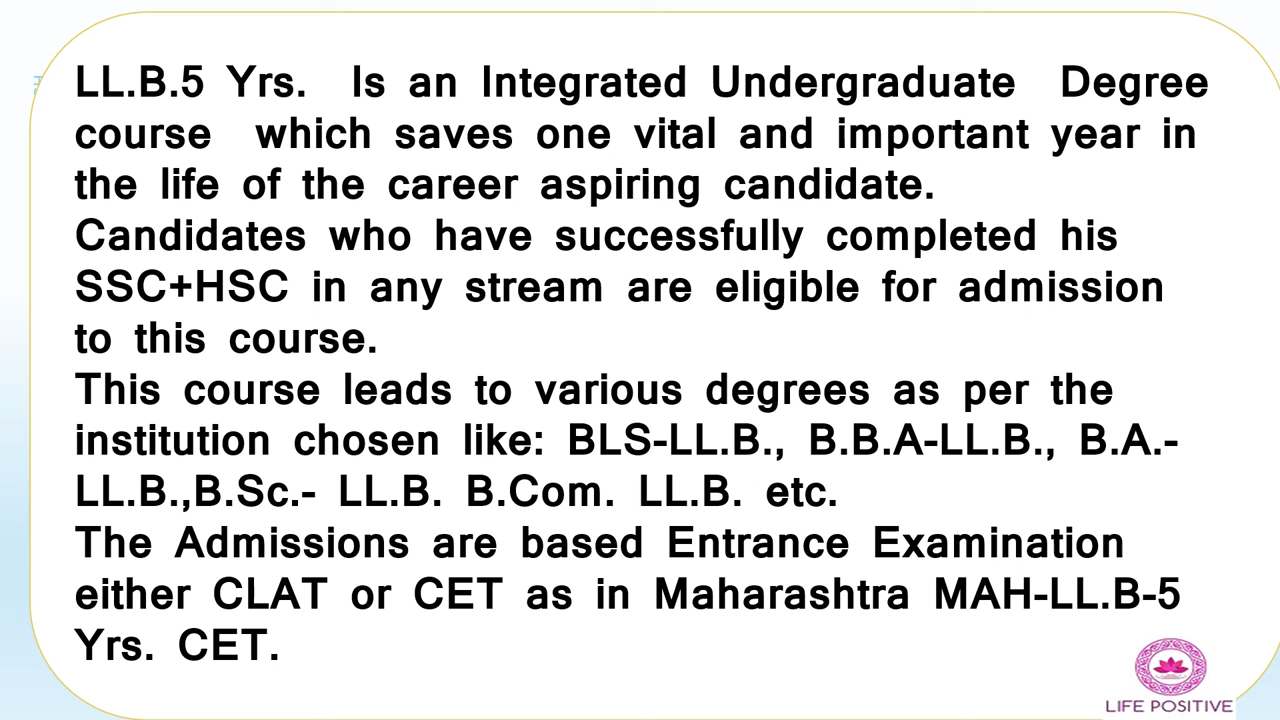 LL.B.5 Yrs. Is an Integrated Undergraduate Degree
course which saves one vital and important year in
the life of the career aspiring candidate.
Candidates who have successfully completed his
SSC+HSC in any stream are eligible for admission
to this course.
This course leads to various degrees as per the
institution chosen like: BLS-LL.B., B.B.A-LL.B., B.A.-
LL.B.,B.Sc.- LL.B. B.Com. LL.B. etc.
The Admissions are based Entrance Examination
either CLAT or CET as in Maharashtra MAH-LL.B-5
Yrs. CET.
LIFE POSITIVE